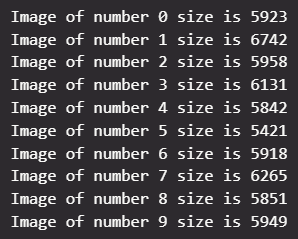 Image of number 0 size is 5923
Image of number 1 size is 6742
Image of number 2 size is 5958
Image of number 3 size is 6131
Image of number 4 size is 5842
Image of number 5 size is 5421
Image of number 6 size is 5918
Image of number 7 size is 6265
Image of number 8 size is 5851
Image of number 9 size is 5949